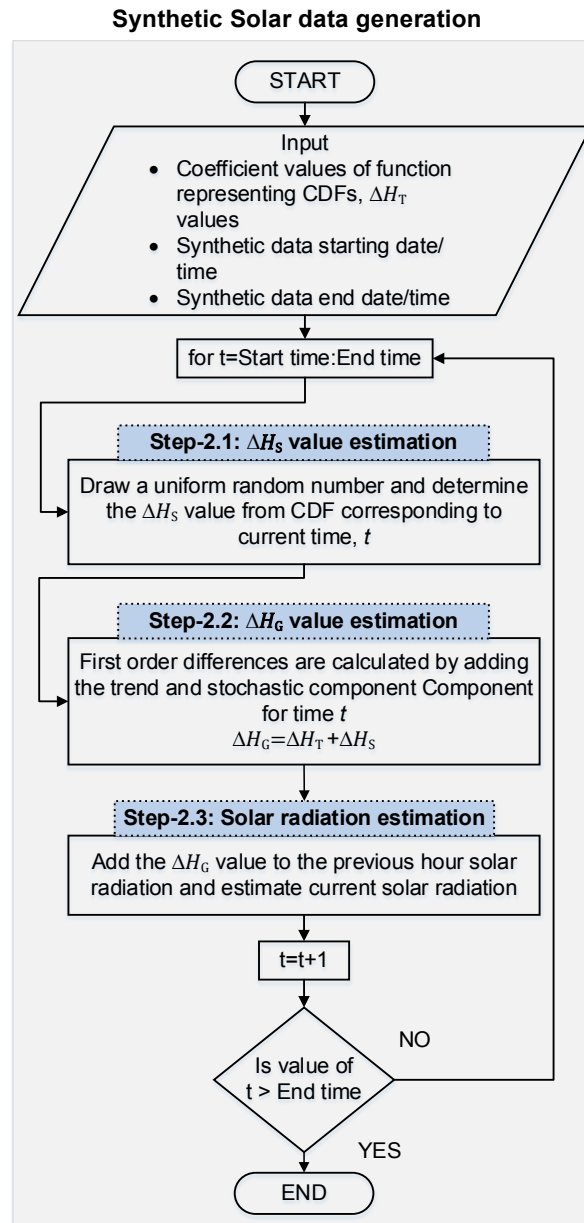 Synthetic Solar data generation
START
Input
• Coefficient values of function
representing CDFs, ΔH_T
values
• Synthetic data starting date/
time
• Synthetic data end date/time
for t=Start time:End time
Step-2.1: ΔH_S value estimation
Draw a uniform random number and determine
the ΔH_S value from CDF corresponding to
current time, t
Step-2.2: ΔH_G value estimation
First order differences are calculated by adding
the trend and stochastic component Component
for time t
ΔH_G=ΔH_T+ΔH_S
Step-2.3: Solar radiation estimation
Add the ΔH_G value to the previous hour solar
radiation and estimate current solar radiation
t=t+1
Is value of
t > End time
NO
YES
END